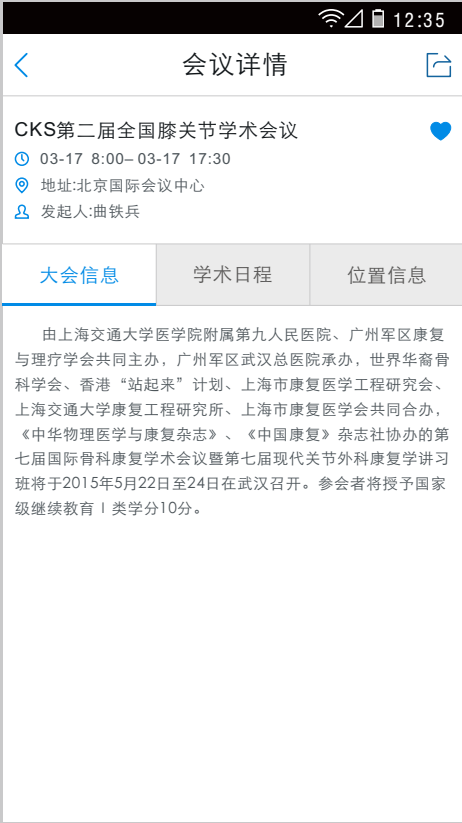 12:35
会议详情
CKS第二届全国膝关节学术会议
03-17 8:00– 03-17 17:30
地址:北京国际会议中心
发起人:曲铁兵
大会信息 学术日程 位置信息
由上海交通大学医学院附属第九人民医院、广州军区康复
与理疗学会共同主办，广州军区武汉总医院承办，世界华裔骨
科学会、香港“站起来”计划、上海市康复医学工程研究会、
上海交通大学康复工程研究所、上海市康复医学会共同合办，
《中华物理医学与康复杂志》、《中国康复》杂志社协办的第
七届国际骨科康复学术会议暨第七届现代关节外科康复学讲习
班将于2015年5月22日至24日在武汉召开。参会者将授予国家
级继续教育Ⅰ类学分10分。